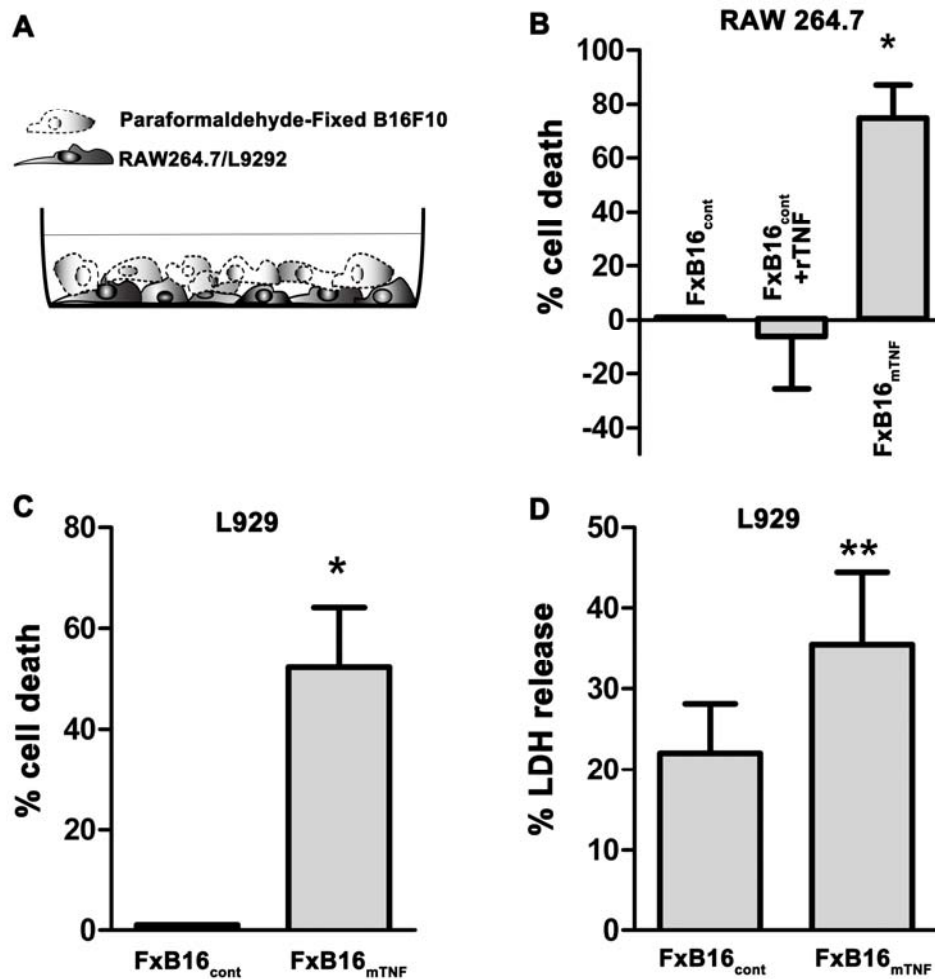 A
Paraformaldehyde-Fixed B16F10
RAW264.7/L9292
B
RAW 264.7
% cell death
100
80
60
40
20
0
-20
-40
FxB16cont
FxB16cont
+rTNF
*
FxB16mTNF
C
L929
% cell death
80
60
40
20
0
*
FxB16cont
FxB16mTNF
D
L929
% LDH release
50
40
30
20
10
0
**
FxB16cont
FxB16mTNF